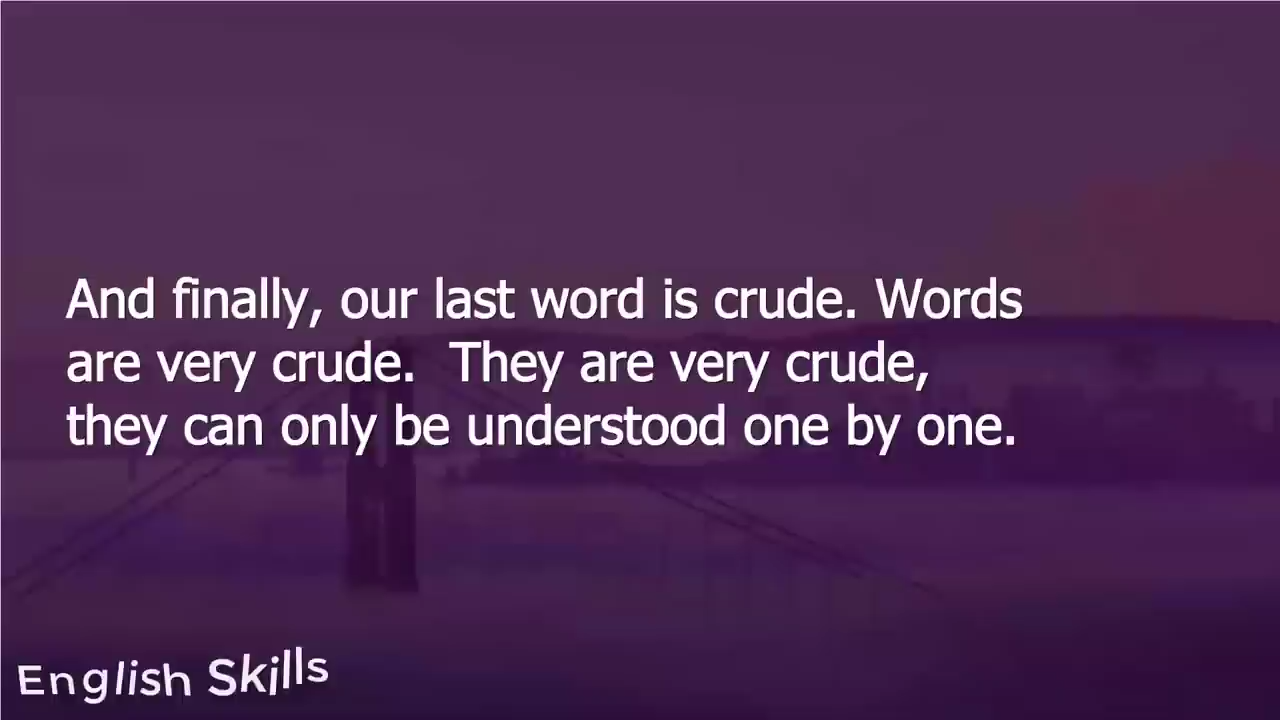 And finally, our last word is crude. Words
are very crude.  They are very crude,
they can only be understood one by one.
English Skills